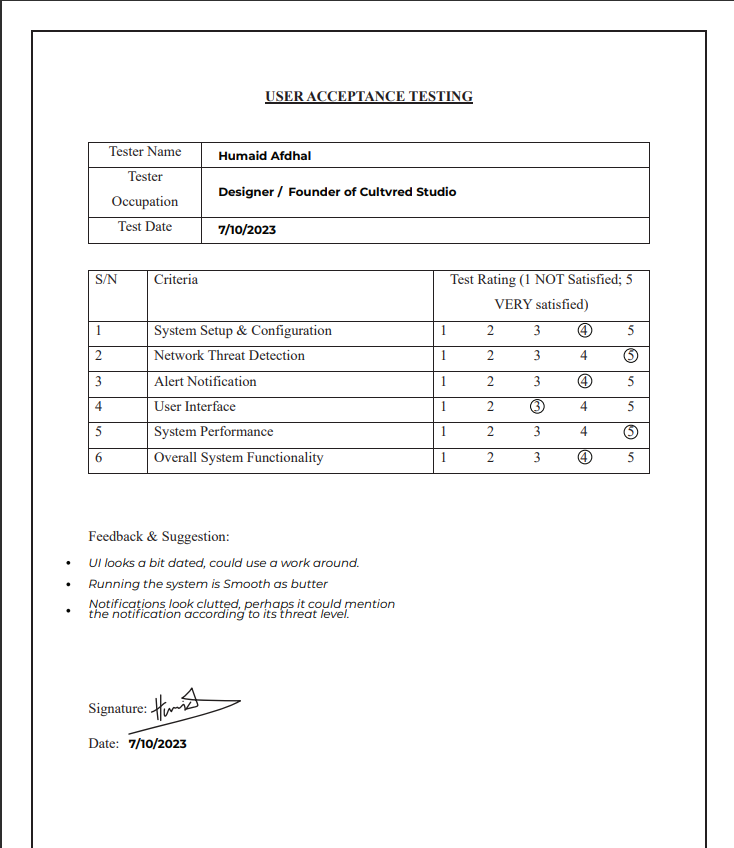 USER ACCEPTANCE TESTING
Tester Name Humaid Afdhal
Tester
Occupation
Designer / Founder of Cultvred Studio
Test Date 7/10/2023
S/N Criteria Test Rating (1 NOT Satisfied; 5
VERY satisfied)
1 System Setup & Configuration 1 2 3 4 5
2 Network Threat Detection 1 2 3 4 5
3 Alert Notification 1 2 3 4 5
4 User Interface 1 2 3 4 5
5 System Performance 1 2 3 4 5
6 Overall System Functionality 1 2 3 4 5
Feedback & Suggestion:
• UI looks a bit dated, could use a work around.
• Running the system is Smooth as butter
• Notifications look clutted, perhaps it could mention
the notification according to its threat level.
Signature:
Date: 7/10/2023